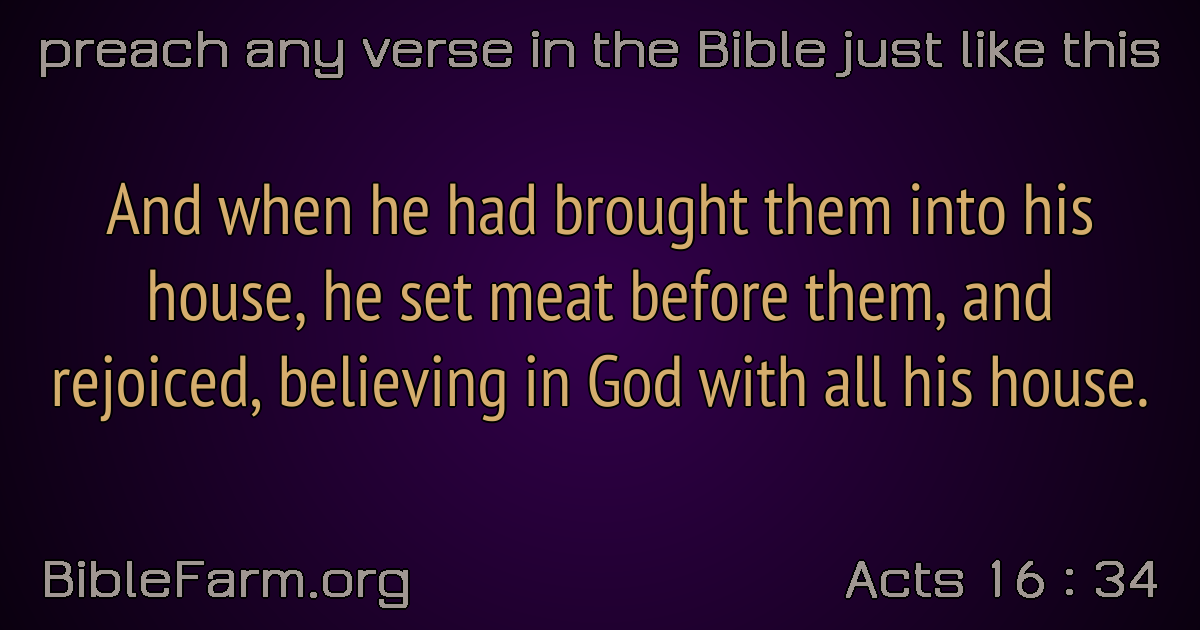 preach any verse in the Bible just like this
And when he had brought them into his
house, he set meat before them, and
rejoiced, believing in God with all his house.
BibleFarm.org
Acts 16 : 34